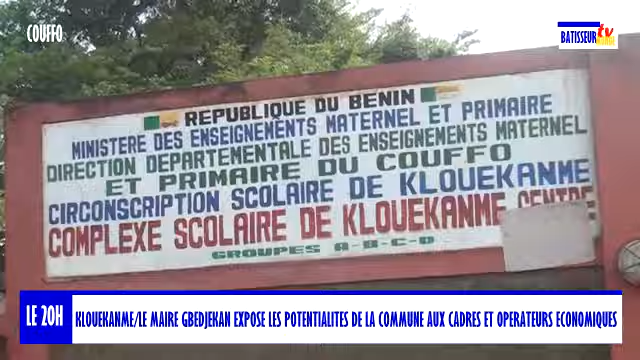 COUFFO
BATISSEUR tv
REPUBLIQUE DU BENIN
MINISTERE DES ENSEIGNEMENTS MATERNEL ET PRIMAIRE
DIRECTION DEPARTEMENTALE DES ENSEIGNEMENTS MATERNEL
ET PRIMAIRE DU COUFFO
CIRCONSCRIPTION SCOLAIRE DE KLOUEKANME
COMPLEXE SCOLAIRE DE KLOUEKANME CENTRE
GROUPES A-B-C-D
LE 20H
KLOUEKANME/LE MAIRE GBEDJEKAN EXPOSE LES POTENTIALITES DE LA COMMUNE AUX CADRES ET OPERATEURS ECONOMIQUES